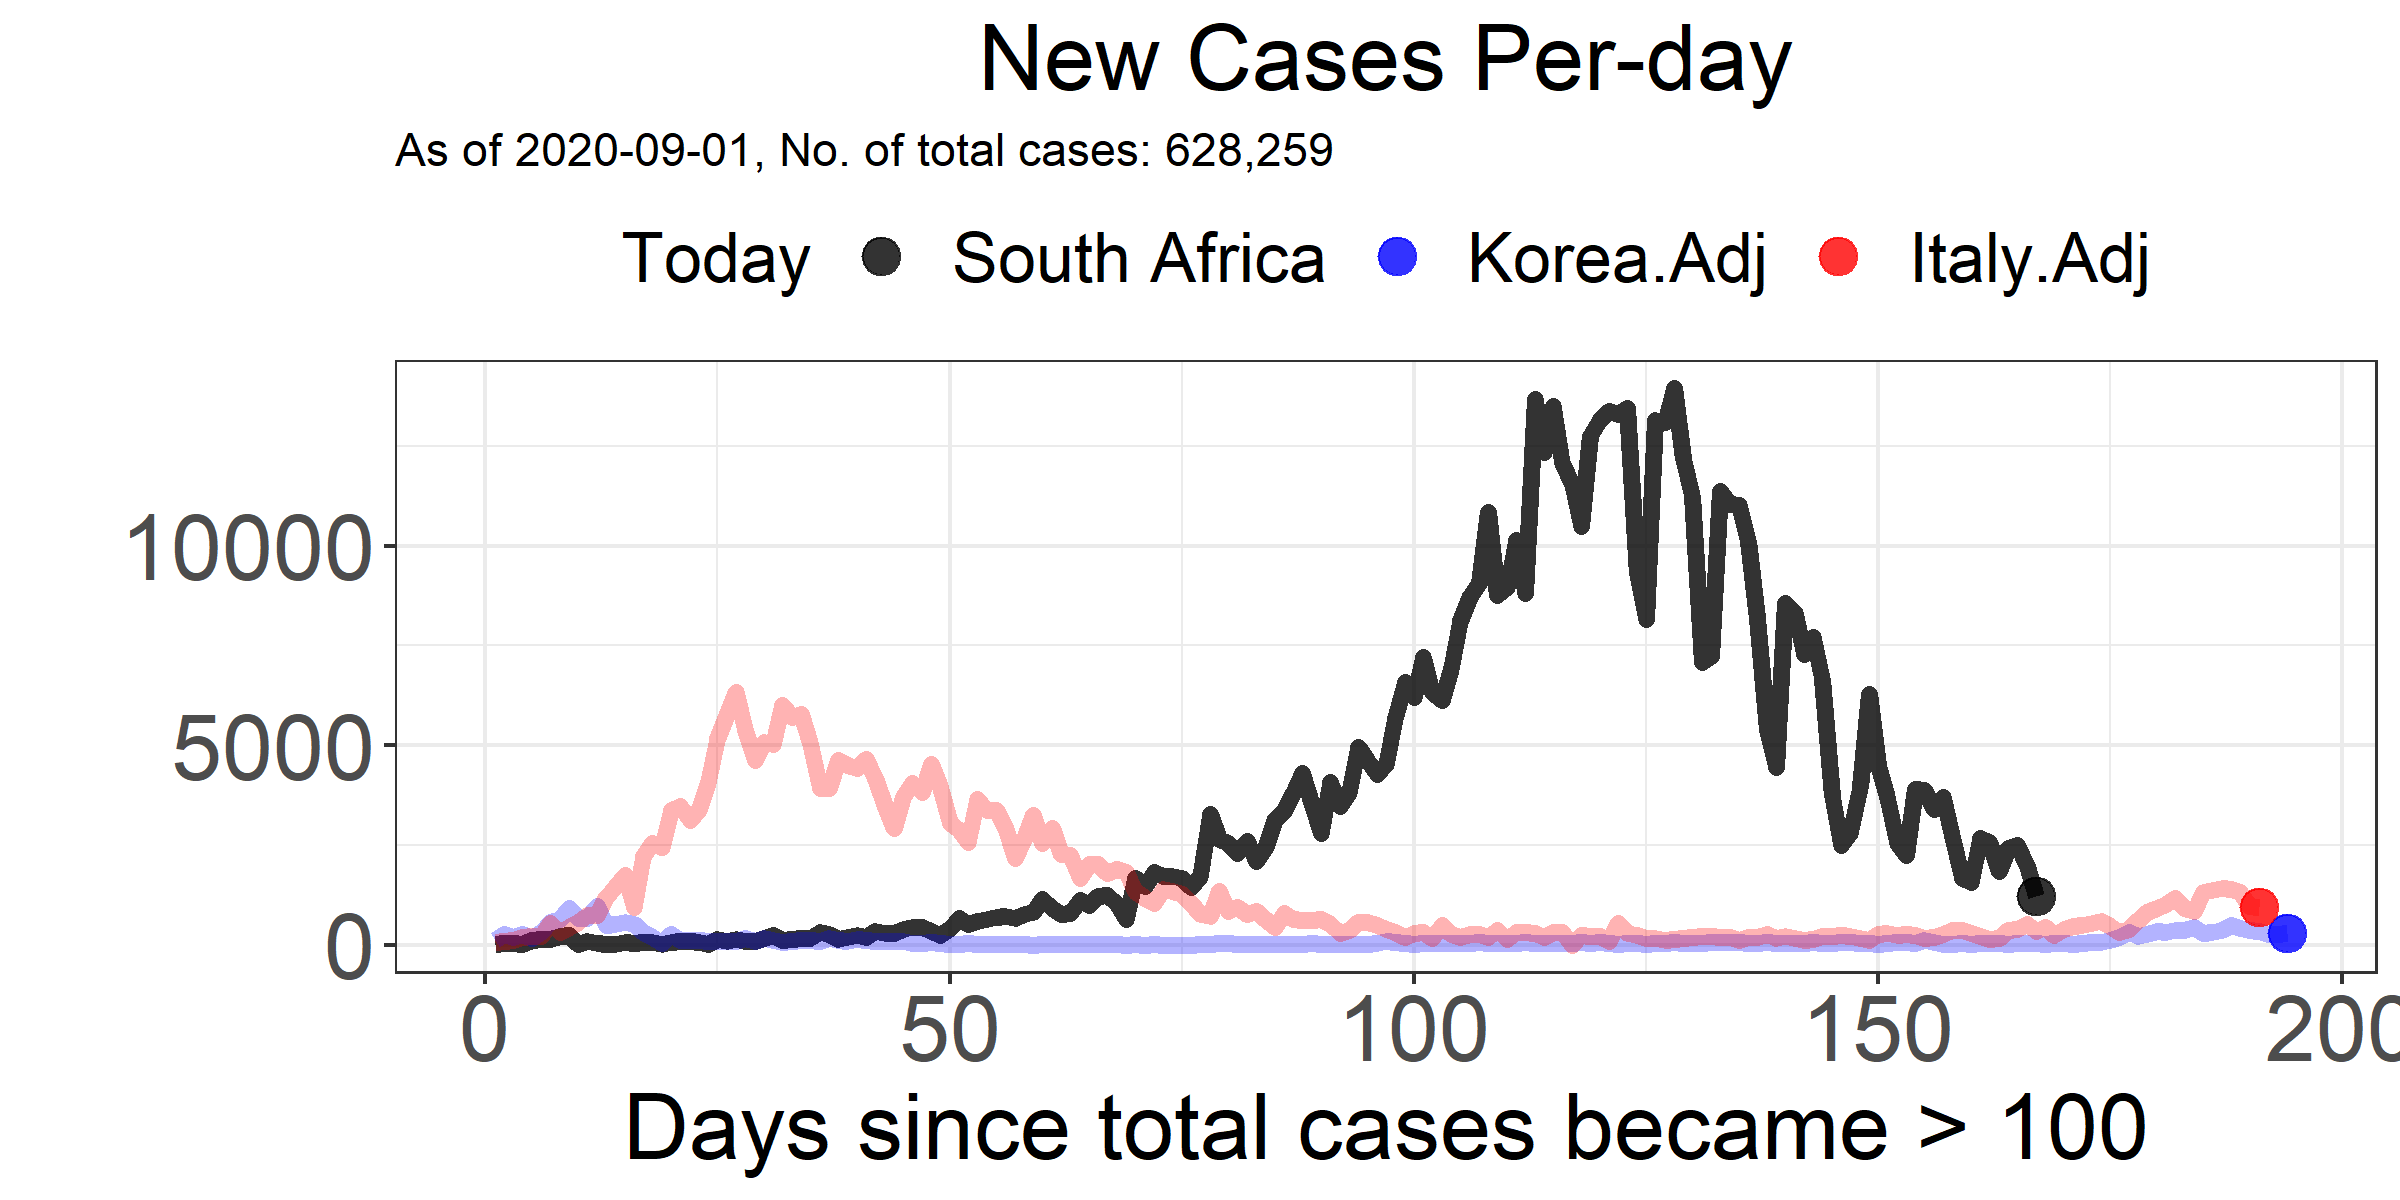 New Cases Per-day
As of 2020-09-01, No. of total cases: 628,259
Today South Africa Korea.Adj Italy.Adj
10000
5000
0
0 50 100 150 200
Days since total cases became > 100